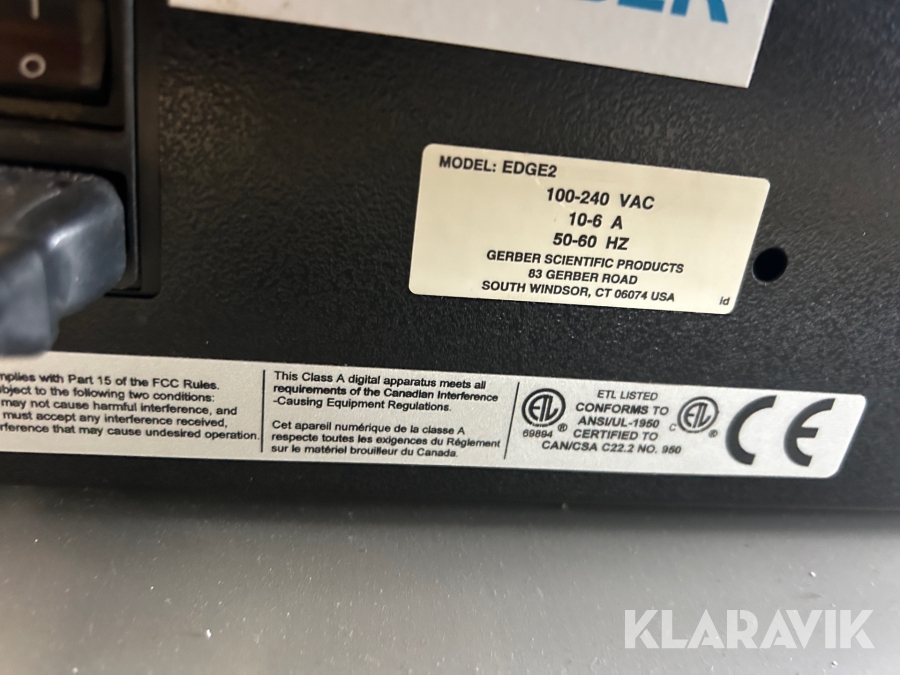 MODEL: EDGE2
100-240 VAC
10-6 A
50-60 HZ
GERBER SCIENTIFIC PRODUCTS
83 GERBER ROAD
SOUTH WINDSOR, CT 06074 USA
id
with Part 15 of the FCC Rules.
to the following two conditions:
may not cause harmful interference, and
must accept any interference received,
that may cause undesired operation.
This Class A digital apparatus meets all
requirements of the Canadian Interference
-Causing Equipment Regulations.
Cet appareil numérique de la classe A
respecte toutes les exigences du Réglement
sur le matériel brouilleur du Canada.
ETL
69894 ®
ETL LISTED
CONFORMS TO
ANSI/UL-1950
CERTIFIED TO
CAN/CSA C22.2 NO. 950
C ETL ®
CE
KLARAVIK